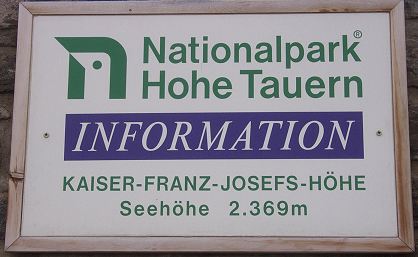 Nationalpark®
Hohe Tauern
INFORMATION
KAISER-FRANZ-JOSEFS-HÖHE
Seehöhe 2.369m